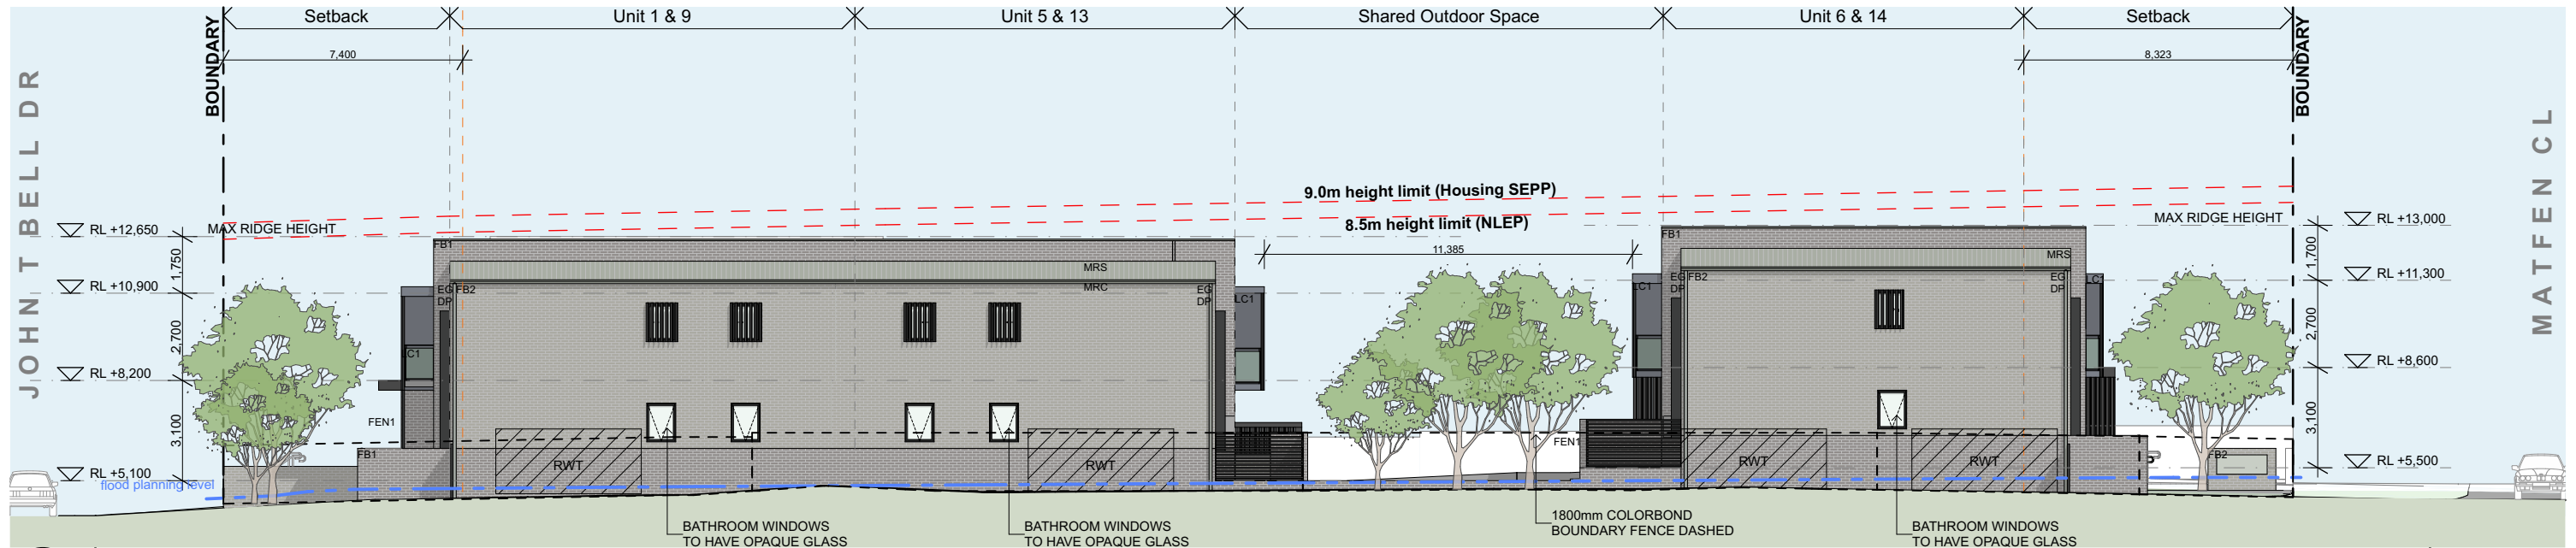 Setback
Unit 1 & 9
Unit 5 & 13
Shared Outdoor Space
Unit 6 & 14
Setback
7,400
8,323
BOUNDARY
BOUNDARY
JOHN T BELL DR
MATFEN CL
9.0m height limit (Housing SEPP)
8.5m height limit (NLEP)
MAX RIDGE HEIGHT
MAX RIDGE HEIGHT
RL +12,650
RL +10,900
RL +8,200
RL +5,100
1,750
2,700
3,100
flood planning level
RL +13,000
RL +11,300
RL +8,600
RL +5,500
1,700
2,700
3,100
11,385
FB1
MRS
MRC
EG
DP
FB2
EG
DP
LC1
C1
FEN1
FB1
RWT
RWT
FB1
MRS
EG
DP
FB2
EG
DP
LC1
LC1
FEN1
RWT
RWT
FB2
BATHROOM WINDOWS
TO HAVE OPAQUE GLASS
BATHROOM WINDOWS
TO HAVE OPAQUE GLASS
1800mm COLORBOND
BOUNDARY FENCE DASHED
BATHROOM WINDOWS
TO HAVE OPAQUE GLASS